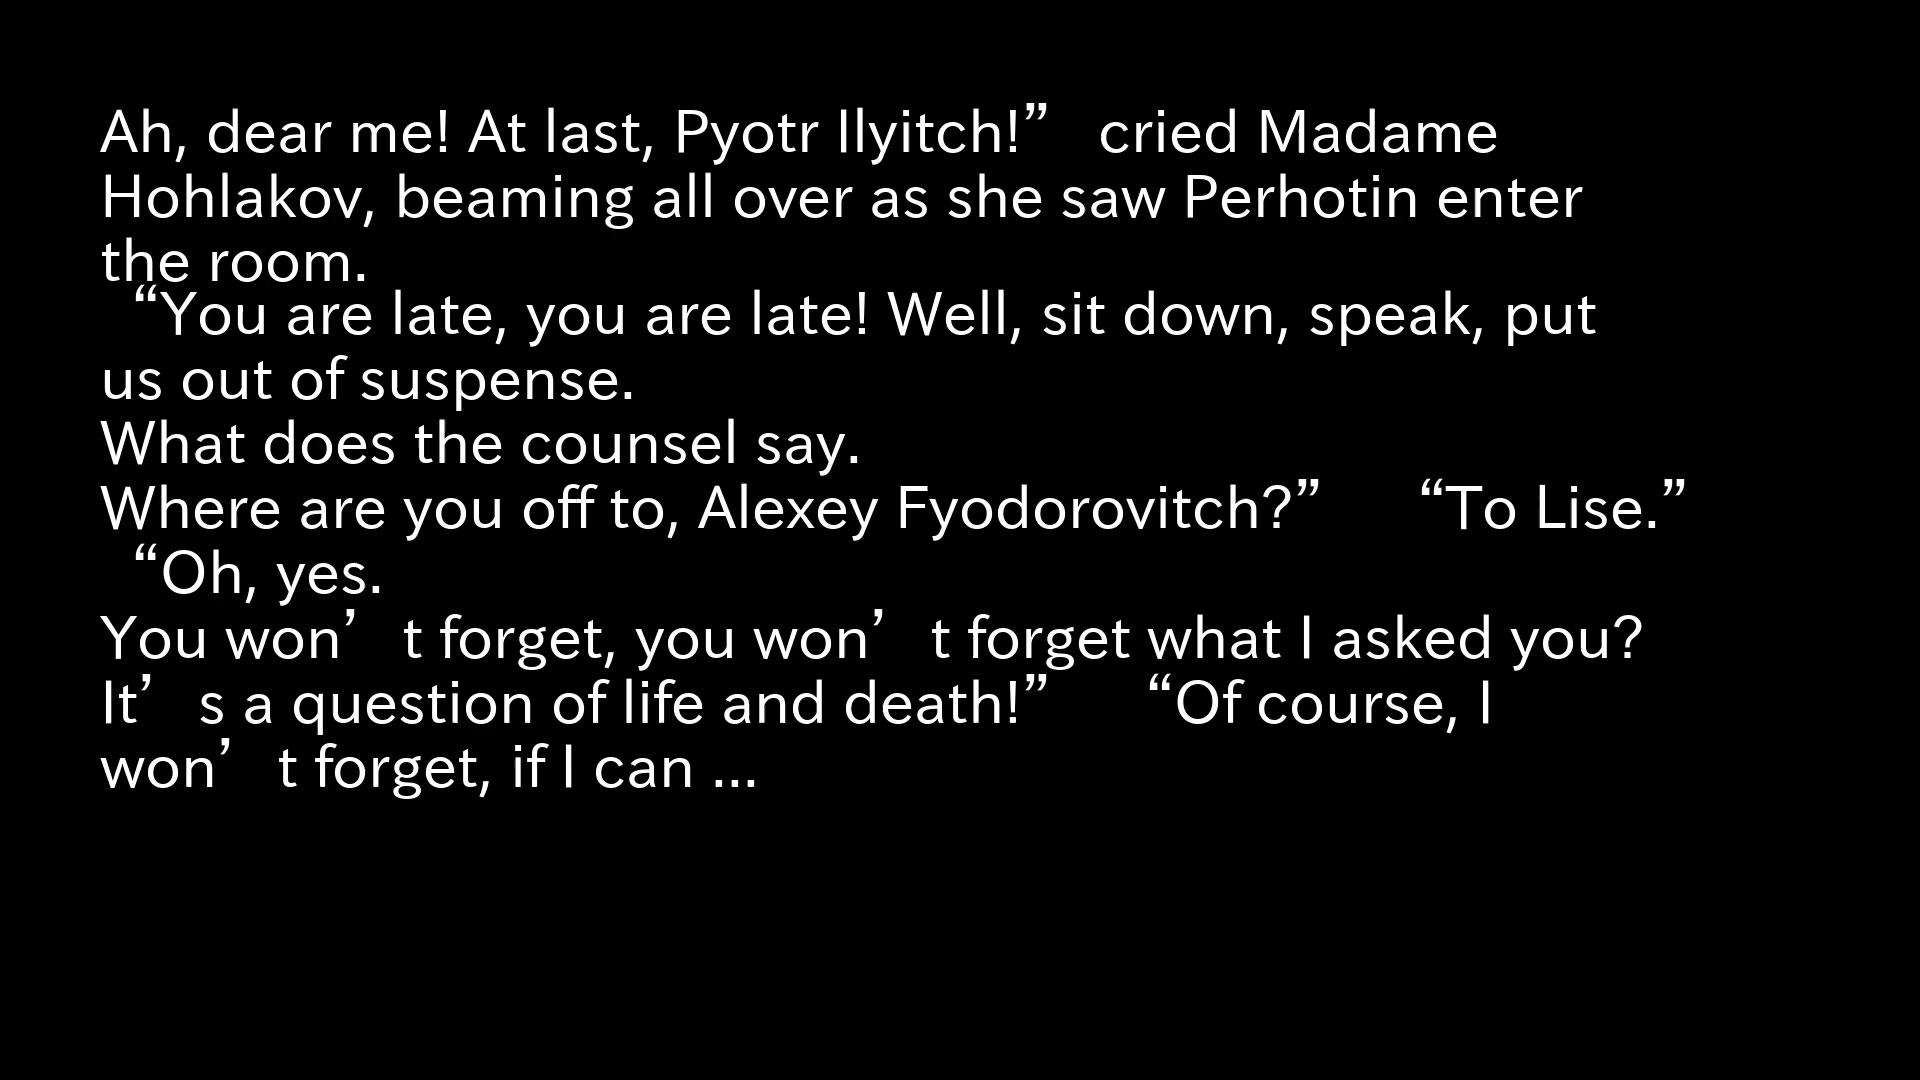 Ah, dear me! At last, Pyotr Ilyitch!” cried Madame
Hohlakov, beaming all over as she saw Perhotin enter
the room.
“You are late, you are late! Well, sit down, speak, put
us out of suspense.
What does the counsel say.
Where are you off to, Alexey Fyodorovitch?” “To Lise.”
“Oh, yes.
You won’t forget, you won’t forget what I asked you?
It’s a question of life and death!” “Of course, I
won’t forget, if I can ...